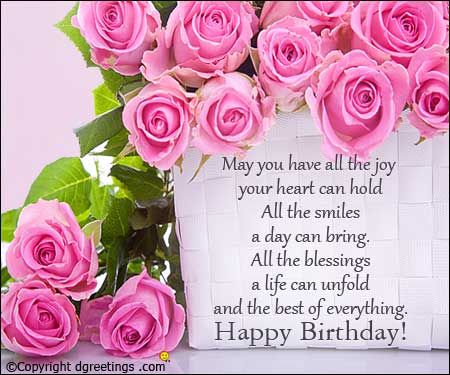 May you have all the joy
your heart can hold
All the smiles
a day can bring.
All the blessings
a life can unfold
and the best of everything.
Happy Birthday!
©Copyright dgreetings .com